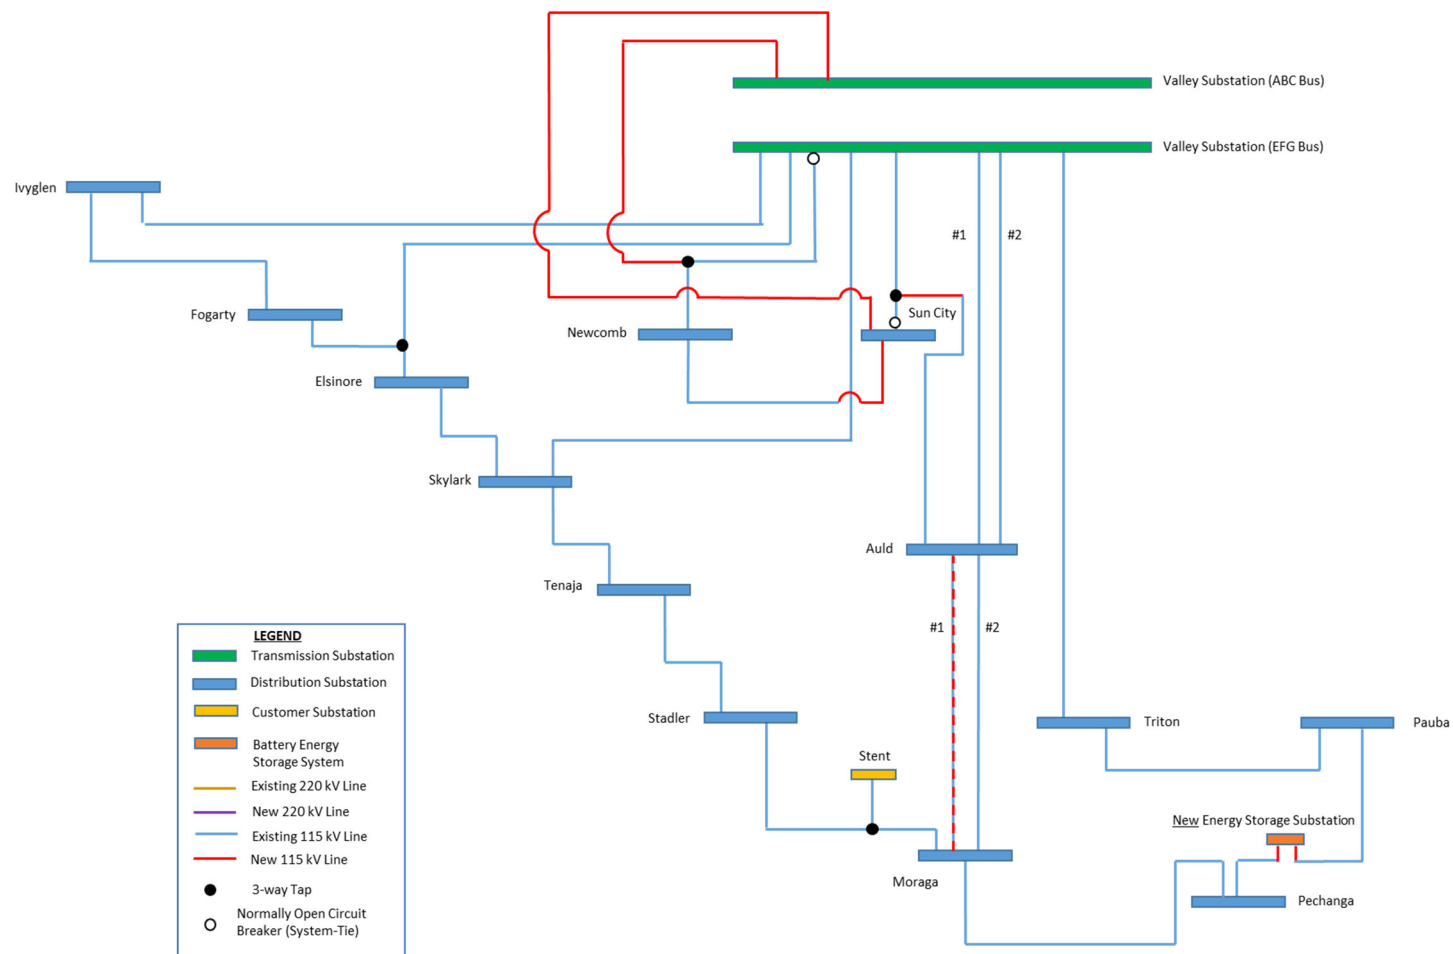 Valley Substation (ABC Bus)
Valley Substation (EFG Bus)
Ivyglen
#1
#2
Fogarty
Sun City
Newcomb
Elsinore
Skylark
Auld
Tenaja
#1
#2
Stadler
Triton
Pauba
Stent
New Energy Storage Substation
Moraga
Pechanga
LEGEND
Transmission Substation
Distribution Substation
Customer Substation
Battery Energy
Storage System
Existing 220 kV Line
New 220 kV Line
Existing 115 kV Line
New 115 kV Line
3-way Tap
Normally Open Circuit
Breaker (System-Tie)